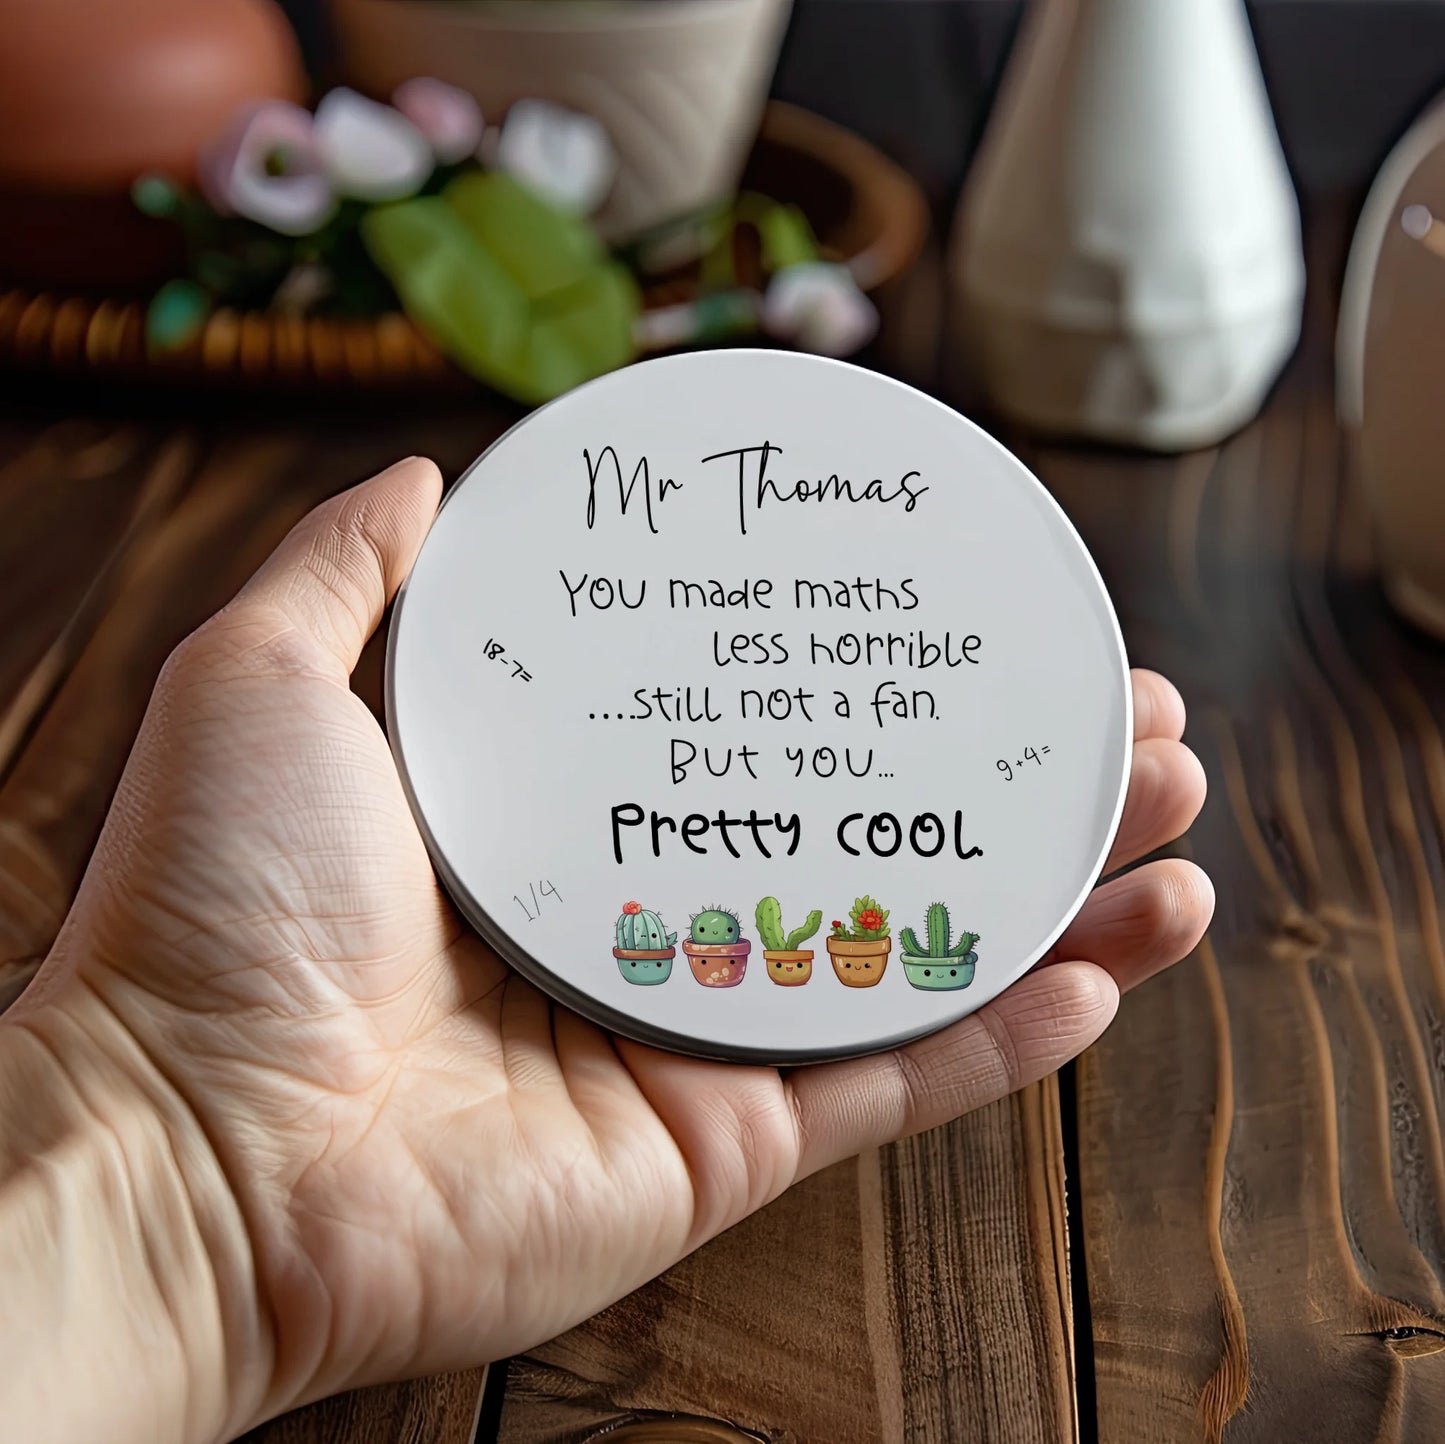 Mr Thomas
You made maths
less horrible
18-7=
....still not a fan.
But you...
9+4=
Pretty cool.
1/4